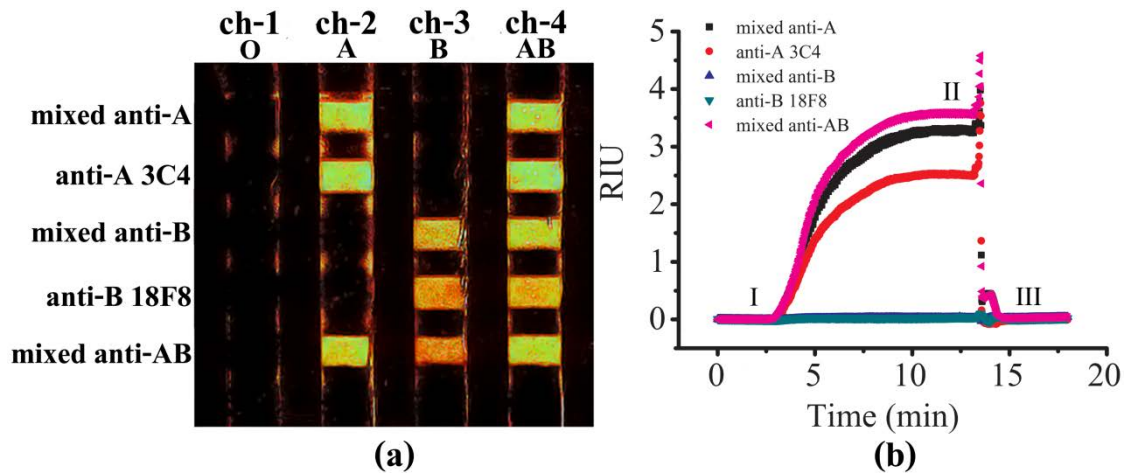 ch-1 ch-2 ch-3 ch-4
O A B AB
mixed anti-A
anti-A 3C4
mixed anti-B
anti-B 18F8
mixed anti-AB
(a)
mixed anti-A
anti-A 3C4
mixed anti-B
anti-B 18F8
mixed anti-AB
5
4
3
2
1
0
RIU
I
II
III
0 5 10 15 20
Time (min)
(b)